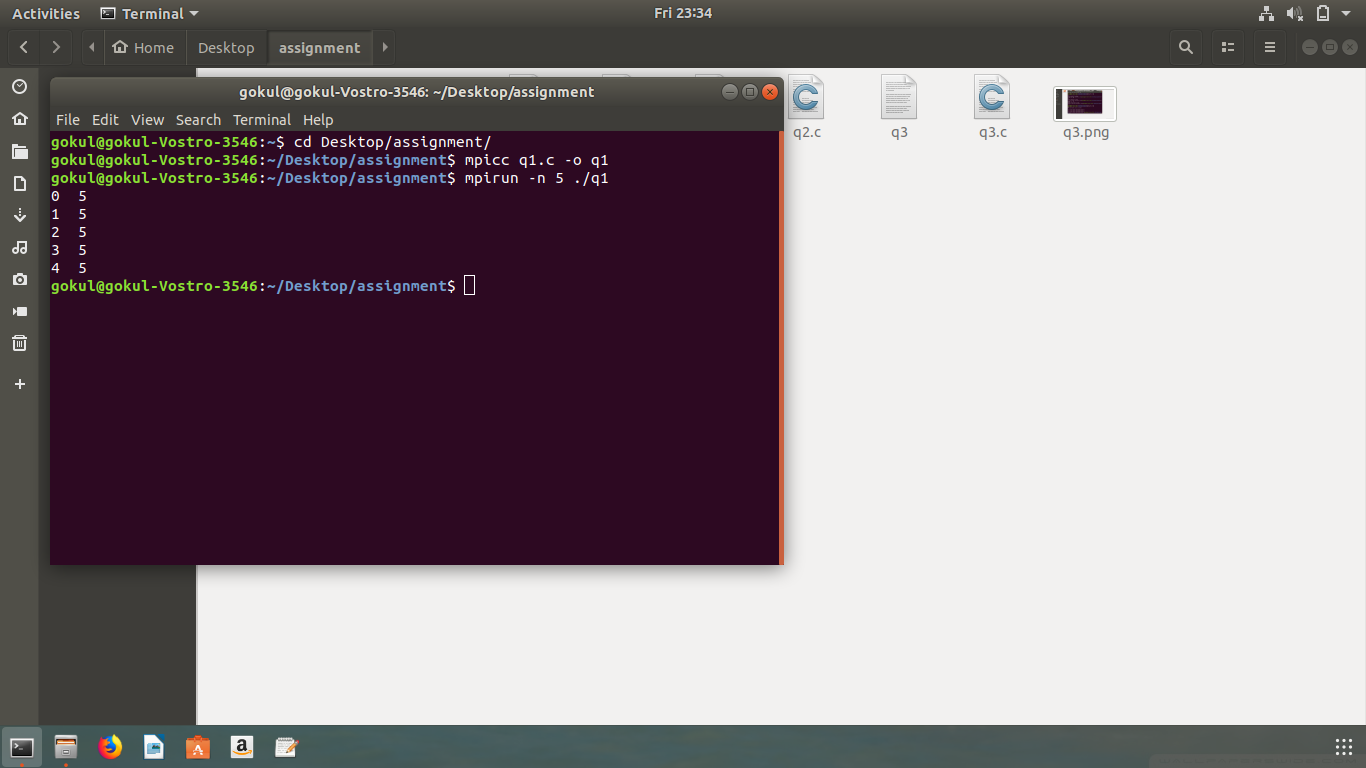 Activities Terminal Fri 23:34
Home Desktop assignment
gokul@gokul-Vostro-3546: ~/Desktop/assignment
File Edit View Search Terminal Help
gokul@gokul-Vostro-3546:~$ cd Desktop/assignment/
gokul@gokul-Vostro-3546:~/Desktop/assignment$ mpicc q1.c -o q1
gokul@gokul-Vostro-3546:~/Desktop/assignment$ mpirun -n 5 ./q1
0  5
1  5
2  5
3  5
4  5
gokul@gokul-Vostro-3546:~/Desktop/assignment$
q2.c q3 q3.c q3.png